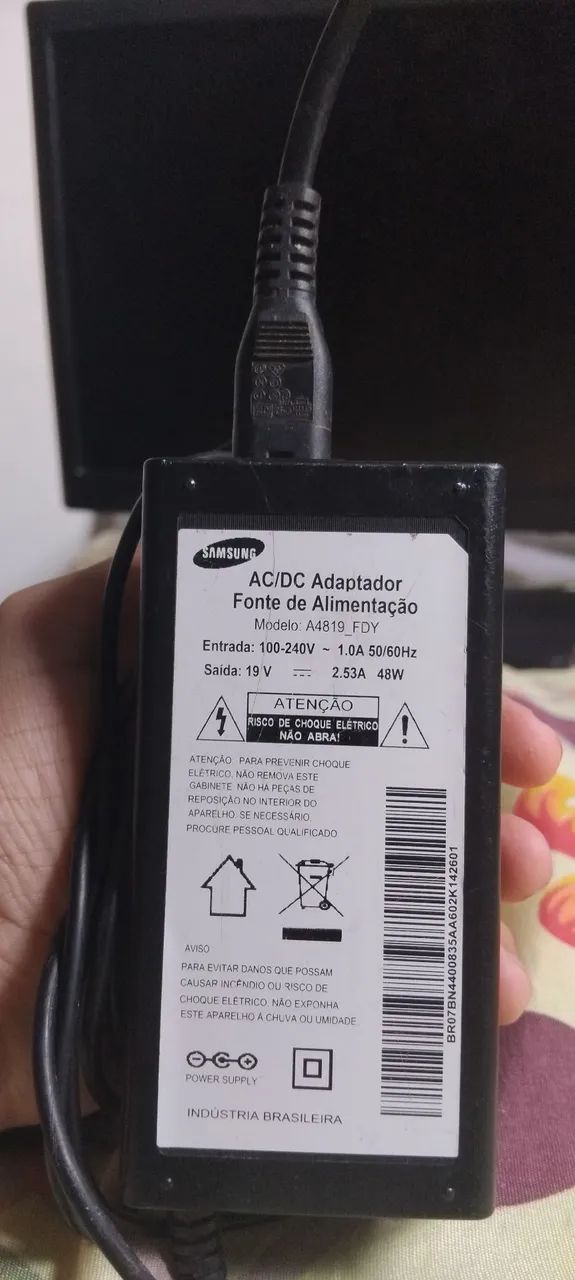 SAMSUNG
AC/DC Adaptador
Fonte de Alimentação
Modelo: A4819_FDY
Entrada: 100-240V ~ 1.0A 50/60Hz
Saída: 19 V ⎓ 2.53A 48W
ATENÇÃO
RISCO DE CHOQUE ELÉTRICO
NÃO ABRA!
ATENÇÃO PARA PREVENIR CHOQUE
ELÉTRICO, NÃO REMOVA ESTE
GABINETE. NÃO HÁ PEÇAS DE
REPOSIÇÃO NO INTERIOR DO
APARELHO. SE NECESSÁRIO,
PROCURE PESSOAL QUALIFICADO
BR07BN4400835AA602K142601
AVISO
PARA EVITAR DANOS QUE POSSAM
CAUSAR INCÊNDIO OU RISCO DE
CHOQUE ELÉTRICO, NÃO EXPONHA
ESTE APARELHO À CHUVA OU UMIDADE
POWER SUPPLY
INDÚSTRIA BRASILEIRA